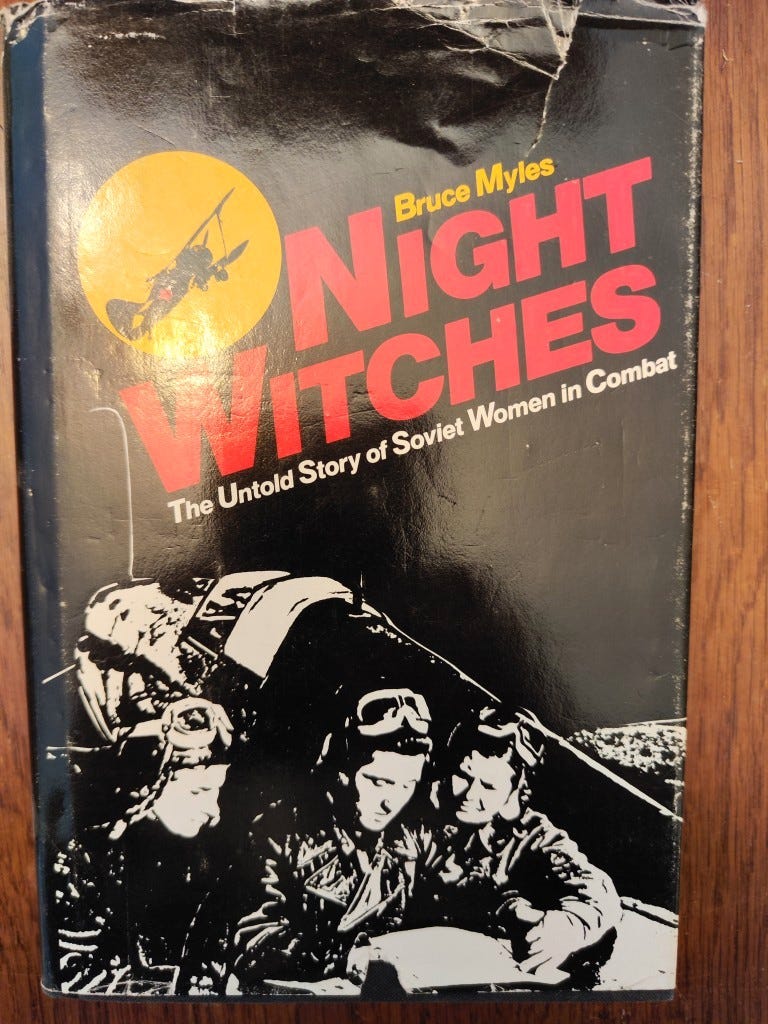 Bruce Myles
NIGHT
WITCHES
The Untold Story of Soviet Women in Combat